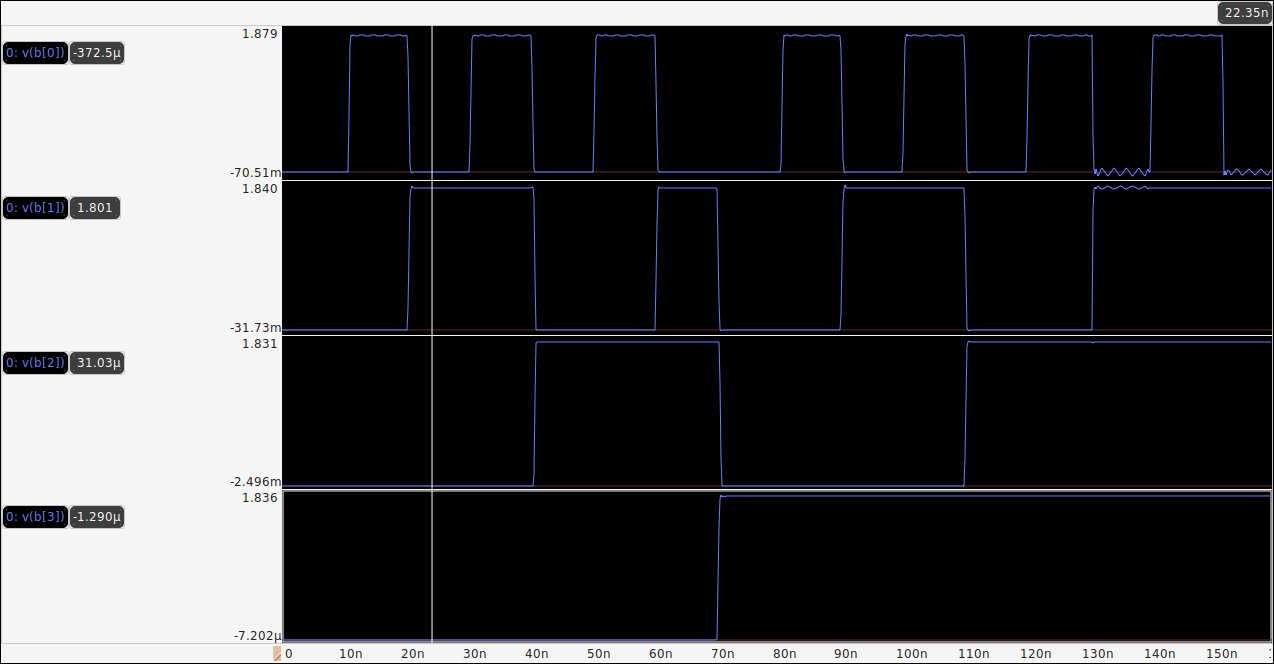 22.35n
1.879
0: v(b[0]) -372.5µ
-70.51m
1.840
0: v(b[1]) 1.801
-31.73m
1.831
0: v(b[2]) 31.03µ
-2.496m
1.836
0: v(b[3]) -1.290µ
-7.202µ
0 10n 20n 30n 40n 50n 60n 70n 80n 90n 100n 110n 120n 130n 140n 150n